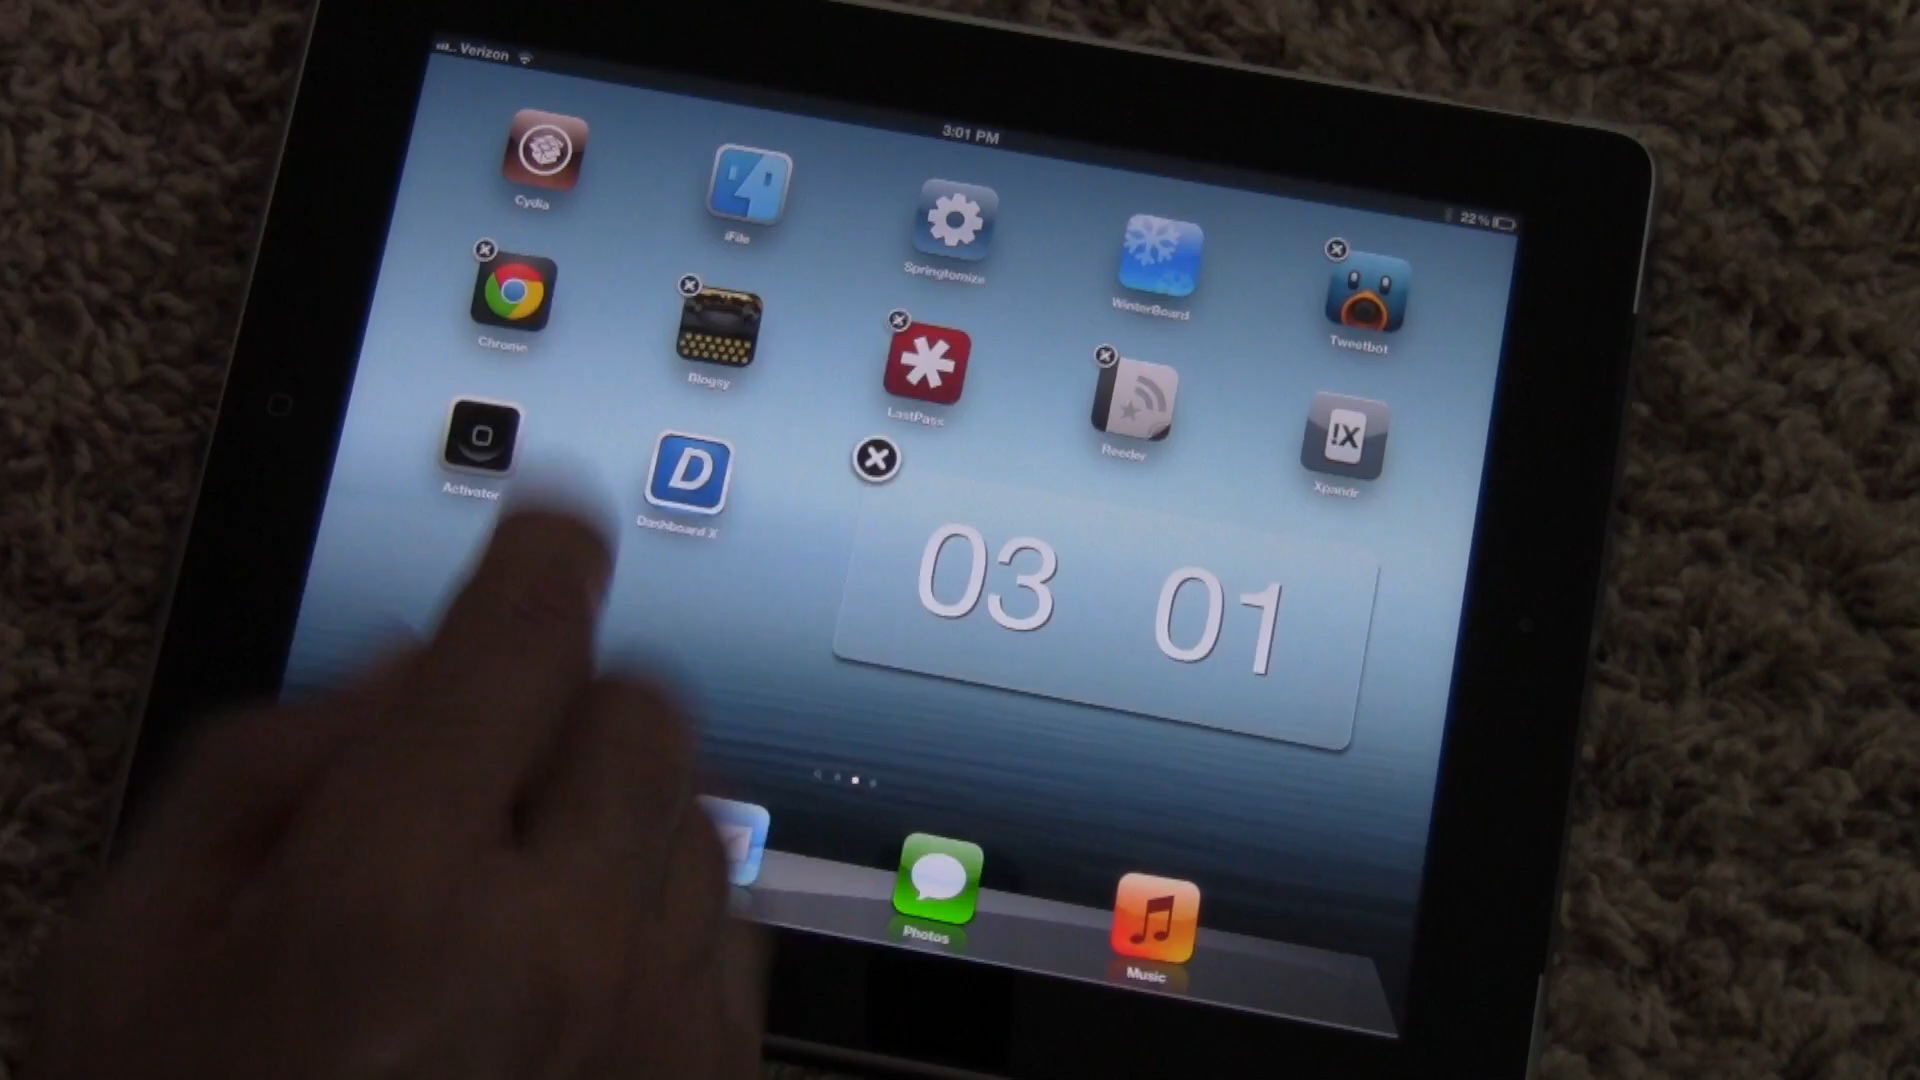 Verizon
3:01 PM
22%
Cydia
iFile
Springtomize
WinterBoard
Tweetbot
Chrome
Blogsy
LastPass
Reeder
Xpandr
!X
Activator
D
Dashboard X
03 01
Photos
Music